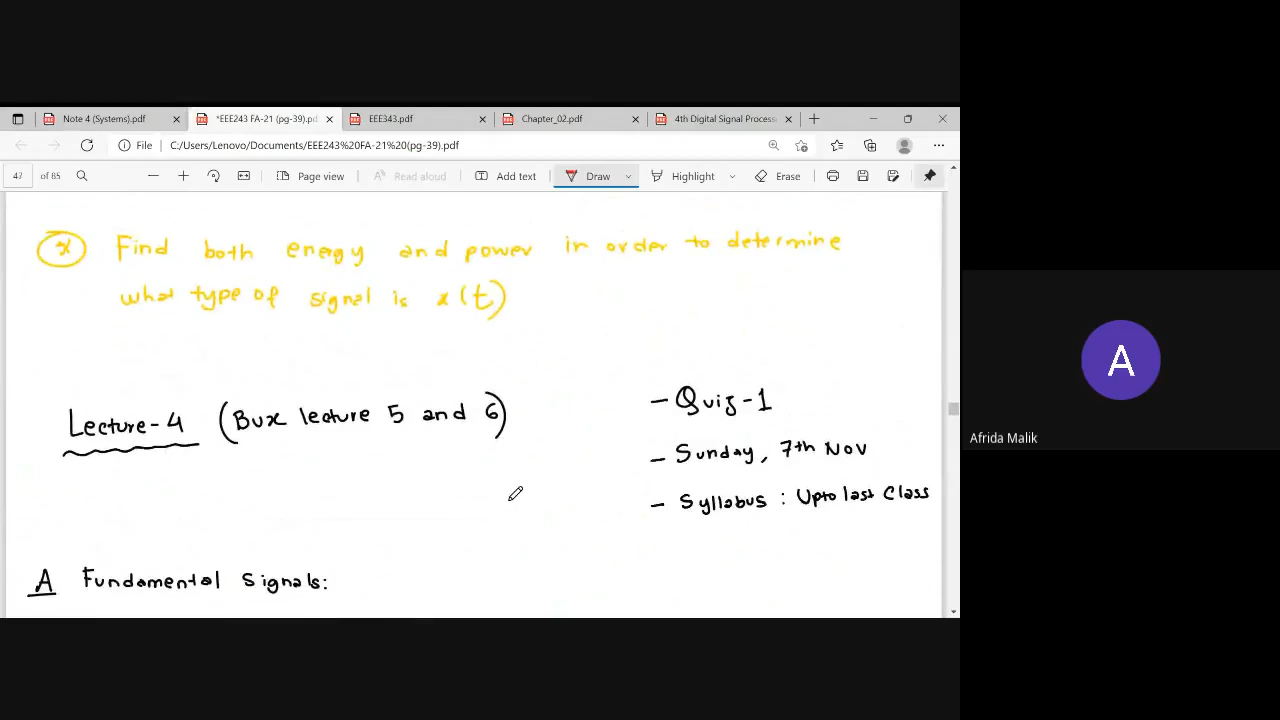 Note 4 (Systems).pdf
*EEE243 FA-21 (pg-39).pd
EEE343.pdf
Chapter_02.pdf
4th Digital Signal Process
File C:/Users/Lenovo/Documents/EEE243%20FA-21%20(pg-39).pdf
47 of 85 Page view Read aloud Add text Draw Highlight Erase
x Find both energy and power in order to determine
what type of signal is x(t)
Lecture-4 (Bux lecture 5 and 6)
- Quiz-1
- Sunday, 7th Nov
- Syllabus : Upto last Class
A Fundamental Signals:
A
Afrida Malik